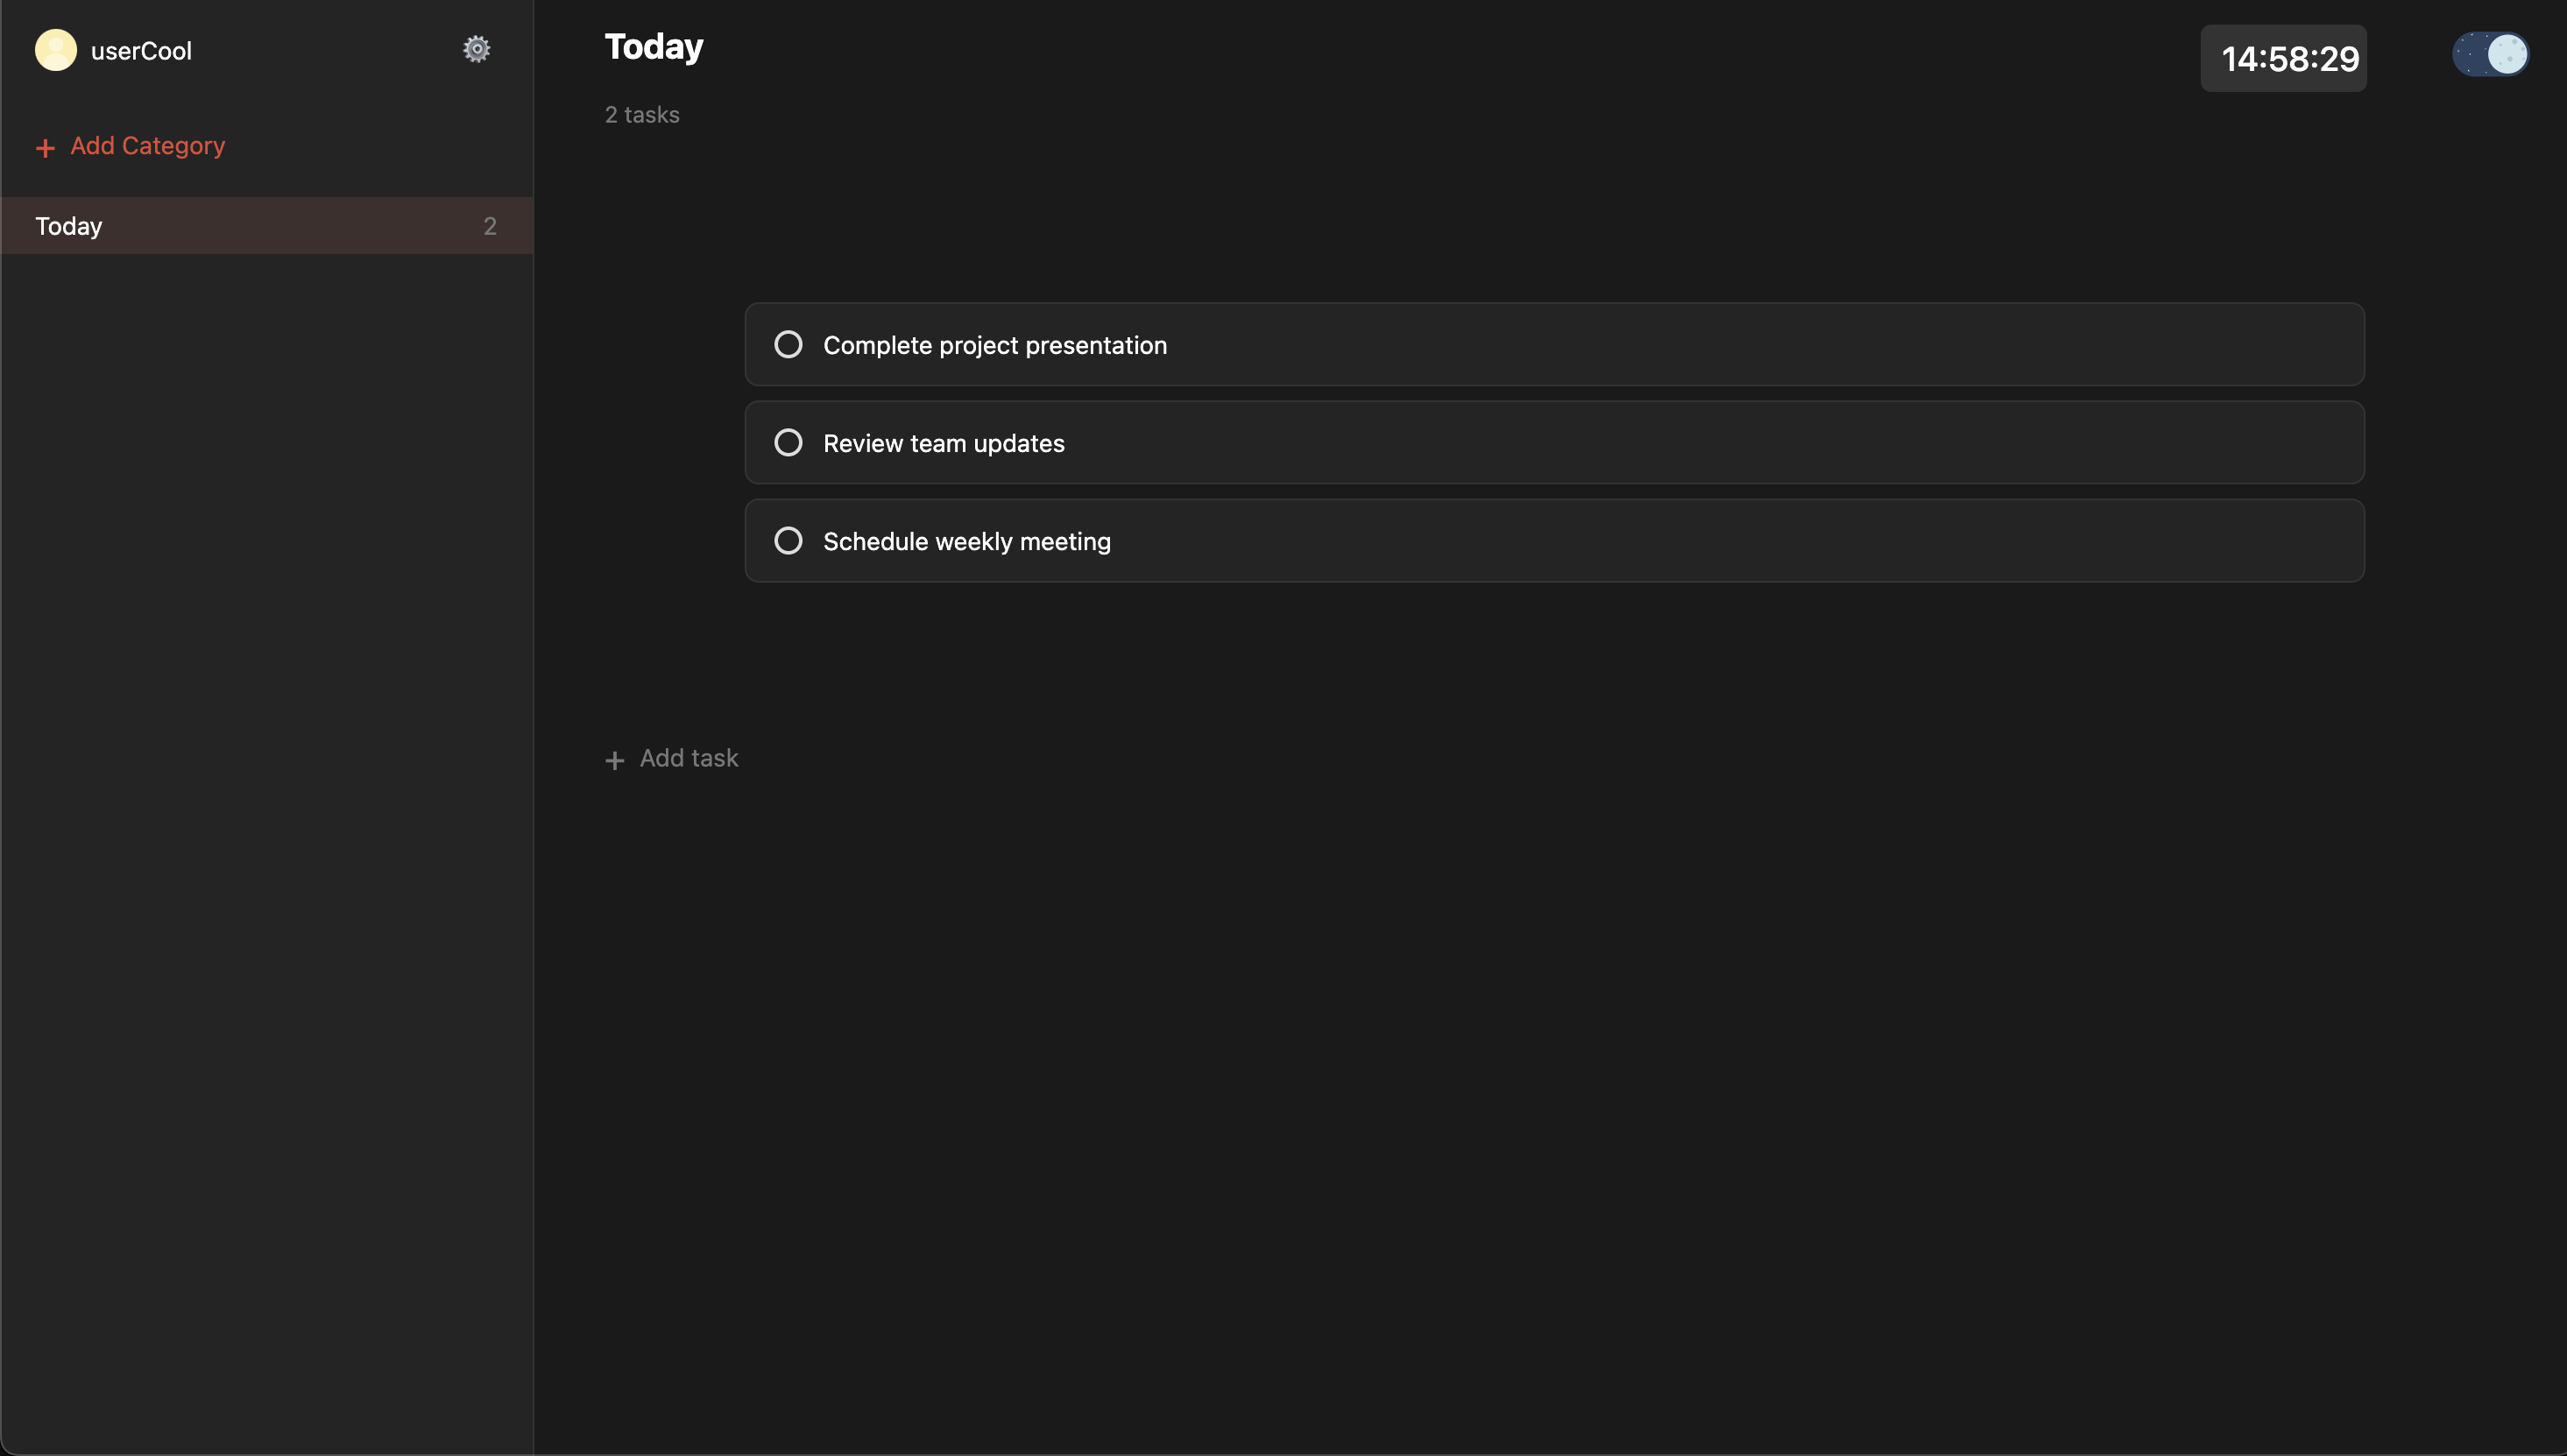 userCool
+ Add Category
Today 2
Today
2 tasks
14:58:29
Complete project presentation
Review team updates
Schedule weekly meeting
+ Add task